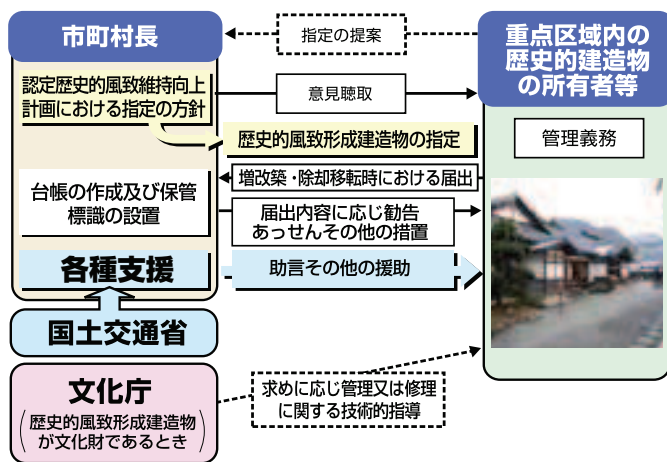 市町村長
認定歴史的風致維持向上
計画における指定の方針
台帳の作成及び保管
標識の設置
各種支援
国土交通省
文化庁
(歴史的風致形成建造物
が文化財であるとき)
指定の提案
意見聴取
歴史的風致形成建造物の指定
増改築・除却移転時における届出
届出内容に応じ勧告
あっせんその他の措置
助言その他の援助
求めに応じ管理又は修理
に関する技術的指導
重点区域内の
歴史的建造物
の所有者等
管理義務